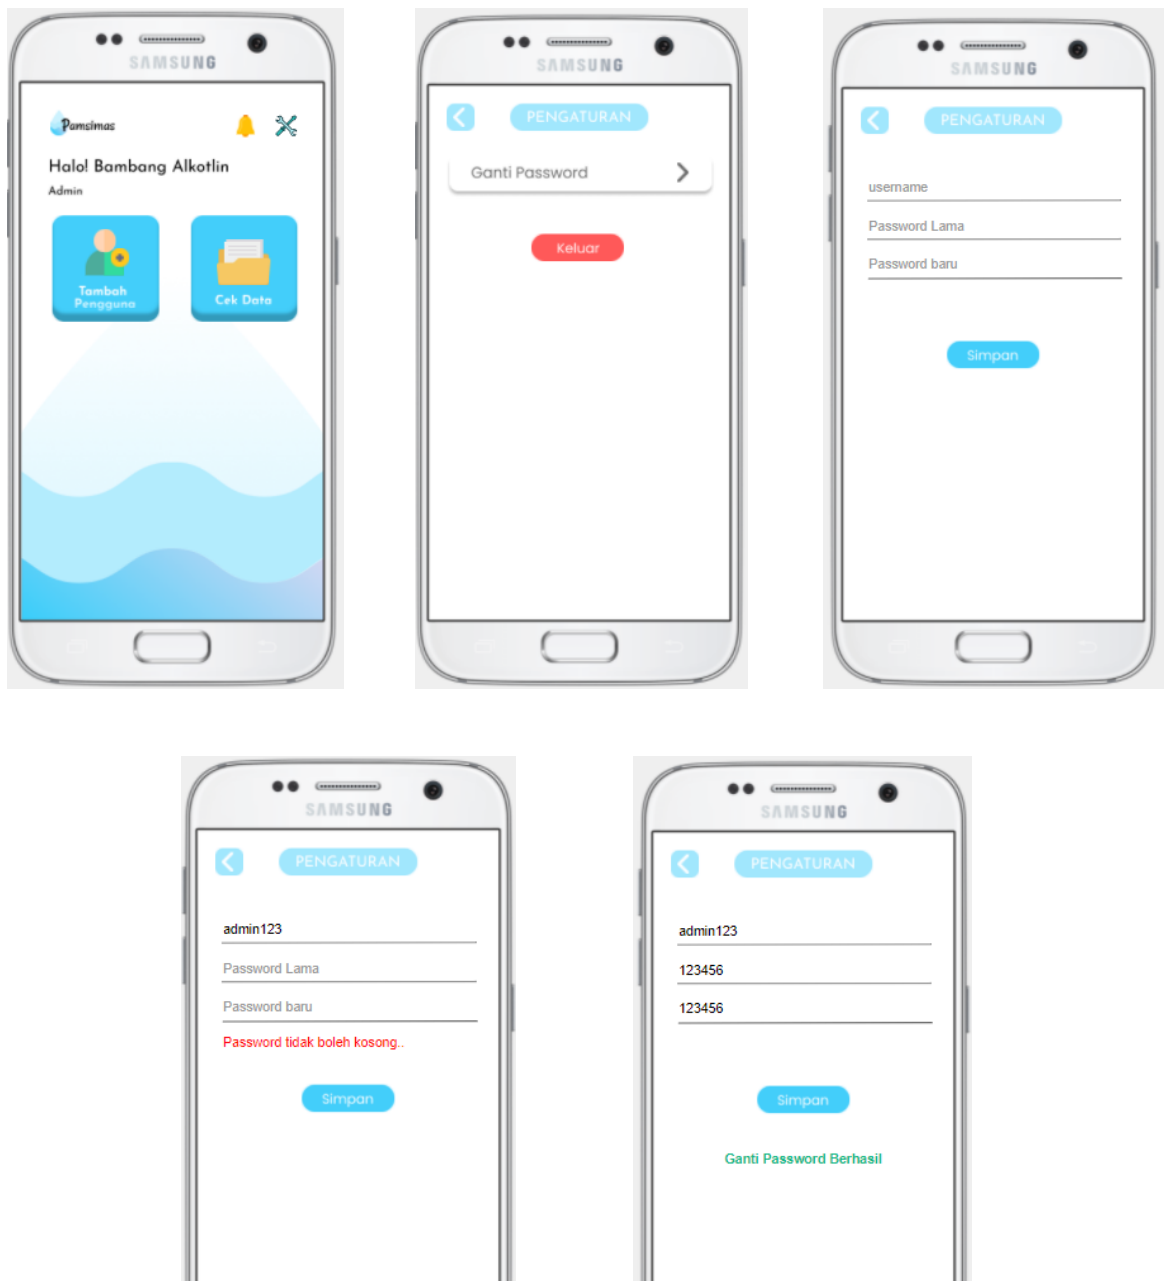 SAMSUNG
Pamsimas
Halo! Bambang Alkotlin
Admin
Tambah
Pengguna
Cek Data
SAMSUNG
PENGATURAN
Ganti Password
Keluar
SAMSUNG
PENGATURAN
username
Password Lama
Password baru
Simpan
SAMSUNG
PENGATURAN
admin123
Password Lama
Password baru
Password tidak boleh kosong..
Simpan
SAMSUNG
PENGATURAN
admin123
123456
123456
Simpan
Ganti Password Berhasil